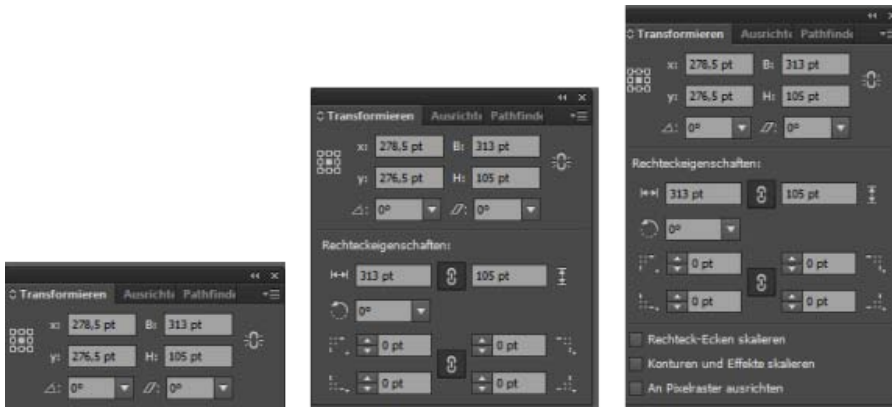 Transformieren Ausrichte Pathfinde
x: 278,5 pt B: 313 pt
y: 276,5 pt H: 105 pt
0° 0°
Transformieren Ausrichte Pathfinde
x: 278,5 pt B: 313 pt
y: 276,5 pt H: 105 pt
0° 0°
Rechteckeigenschaften:
313 pt 105 pt
0°
0 pt 0 pt
0 pt 0 pt
Transformieren Ausrichte Pathfinde
x: 278,5 pt B: 313 pt
y: 276,5 pt H: 105 pt
0° 0°
Rechteckeigenschaften:
313 pt 105 pt
0°
0 pt 0 pt
0 pt 0 pt
Rechteck-Ecken skalieren
Konturen und Effekte skalieren
An Pixelraster ausrichten